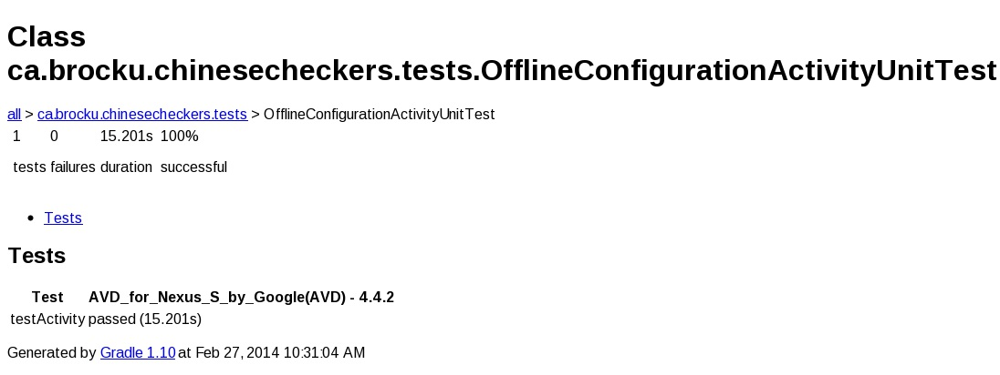 Class
ca.brocku.chinesecheckers.tests.OfflineConfigurationActivityUnitTest
all > ca.brocku.chinesecheckers.tests > OfflineConfigurationActivityUnitTest
1 0 15.201s 100%
tests failures duration successful
• Tests
Tests
Test AVD_for_Nexus_S_by_Google(AVD) - 4.4.2
testActivity passed (15.201s)
Generated by Gradle 1.10 at Feb 27, 2014 10:31:04 AM